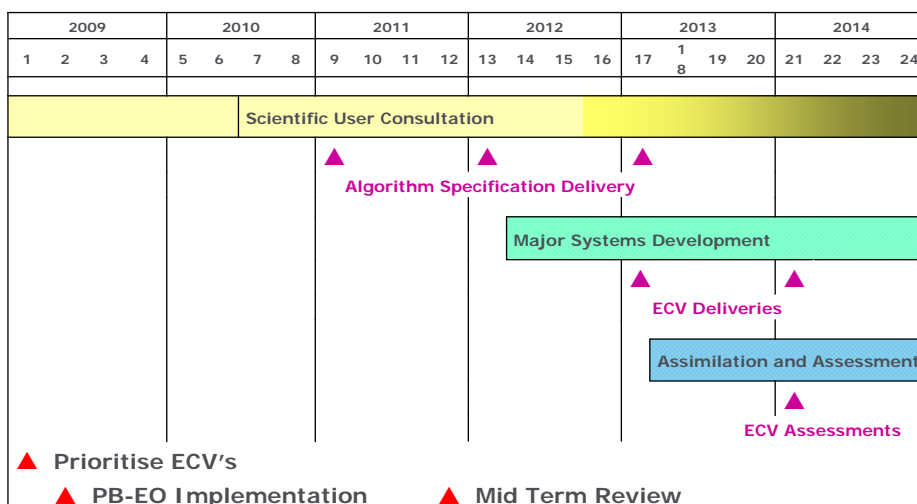 2009 2010 2011 2012 2013 2014
1 2 3 4 5 6 7 8 9 10 11 12 13 14 15 16 17 18 19 20 21 22 23 24
Scientific User Consultation
Algorithm Specification Delivery
Major Systems Development
ECV Deliveries
Assimilation and Assessment
ECV Assessments
Prioritise ECV's
PB-EO Implementation Mid Term Review